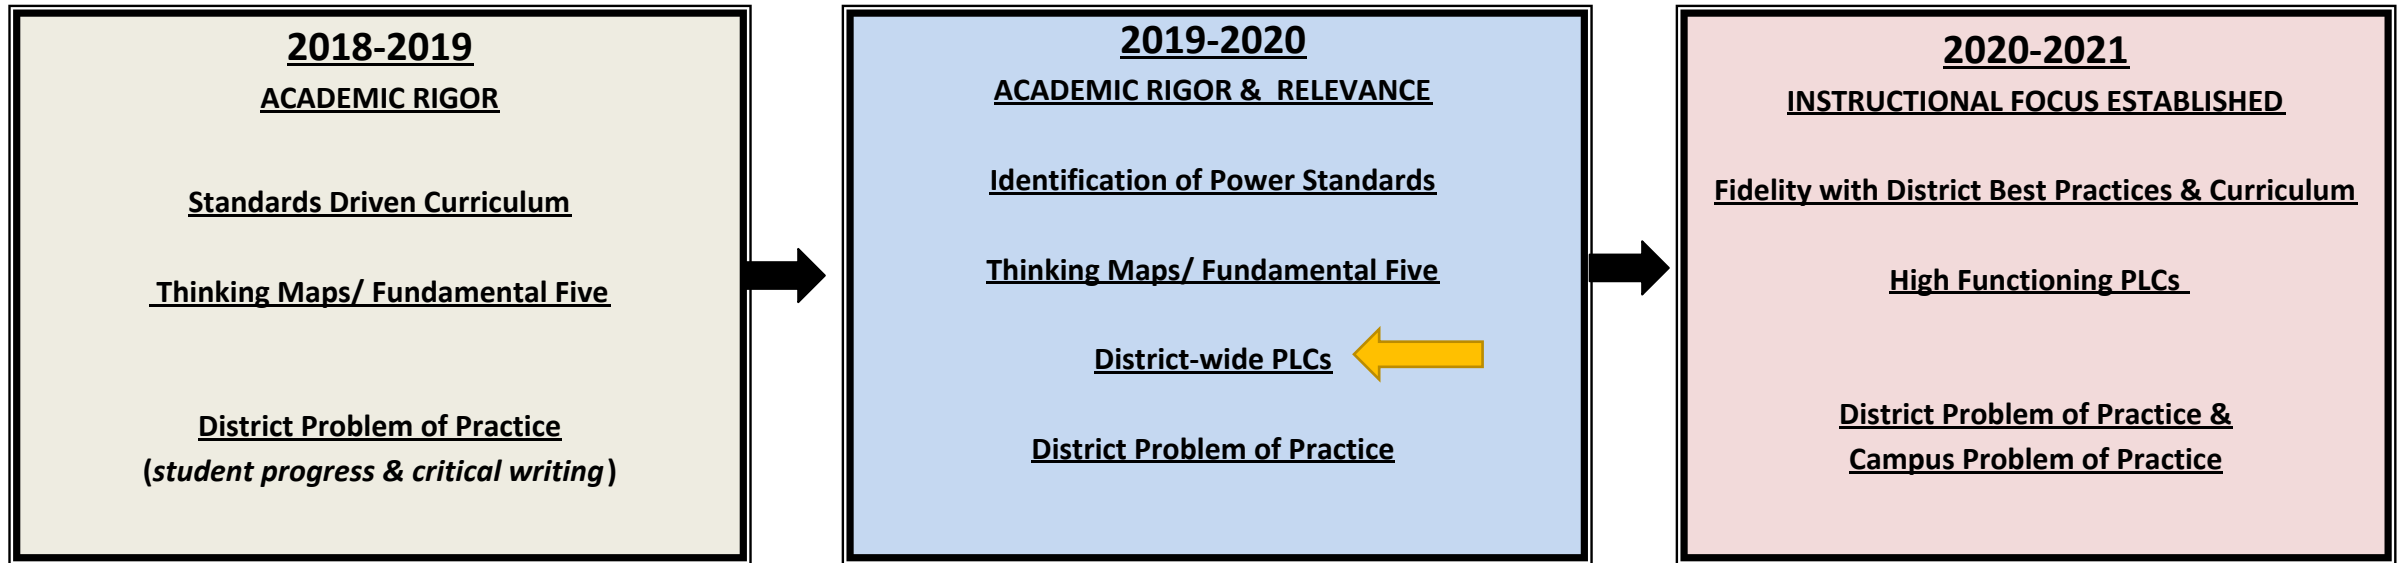 2018-2019
ACADEMIC RIGOR
Standards Driven Curriculum
Thinking Maps/ Fundamental Five
District Problem of Practice
(student progress & critical writing)
2019-2020
ACADEMIC RIGOR & RELEVANCE
Identification of Power Standards
Thinking Maps/ Fundamental Five
District-wide PLCs
District Problem of Practice
2020-2021
INSTRUCTIONAL FOCUS ESTABLISHED
Fidelity with District Best Practices & Curriculum
High Functioning PLCs
District Problem of Practice &
Campus Problem of Practice